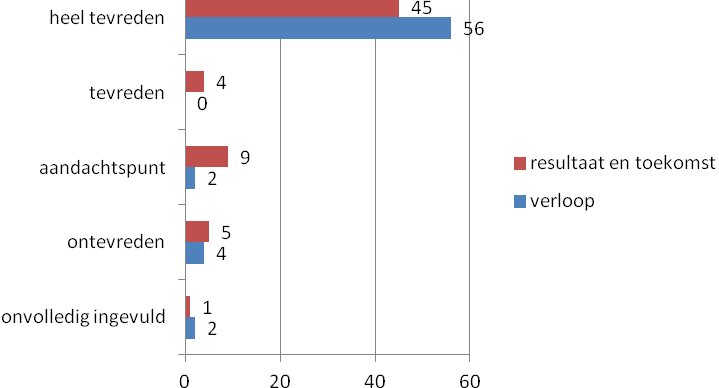 heel tevreden
45
56
tevreden
4
0
aandachtspunt
9
2
ontevreden
5
4
onvolledig ingevuld
1
2
0 20 40 60
resultaat en toekomst
verloop